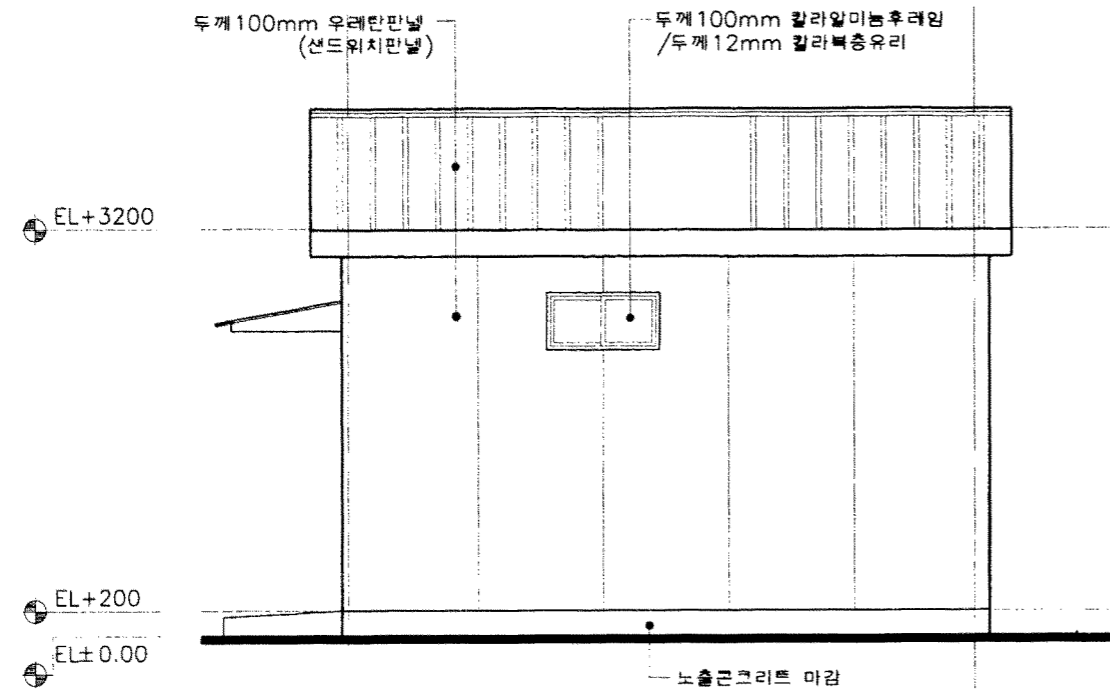 두께100mm 우레탄판넬
(샌드위치판넬)
두께100mm 칼라알미늄후레임
/두께12mm 칼라복층유리
EL+3200
EL+200
EL±0.00
노출콘크리트 마감